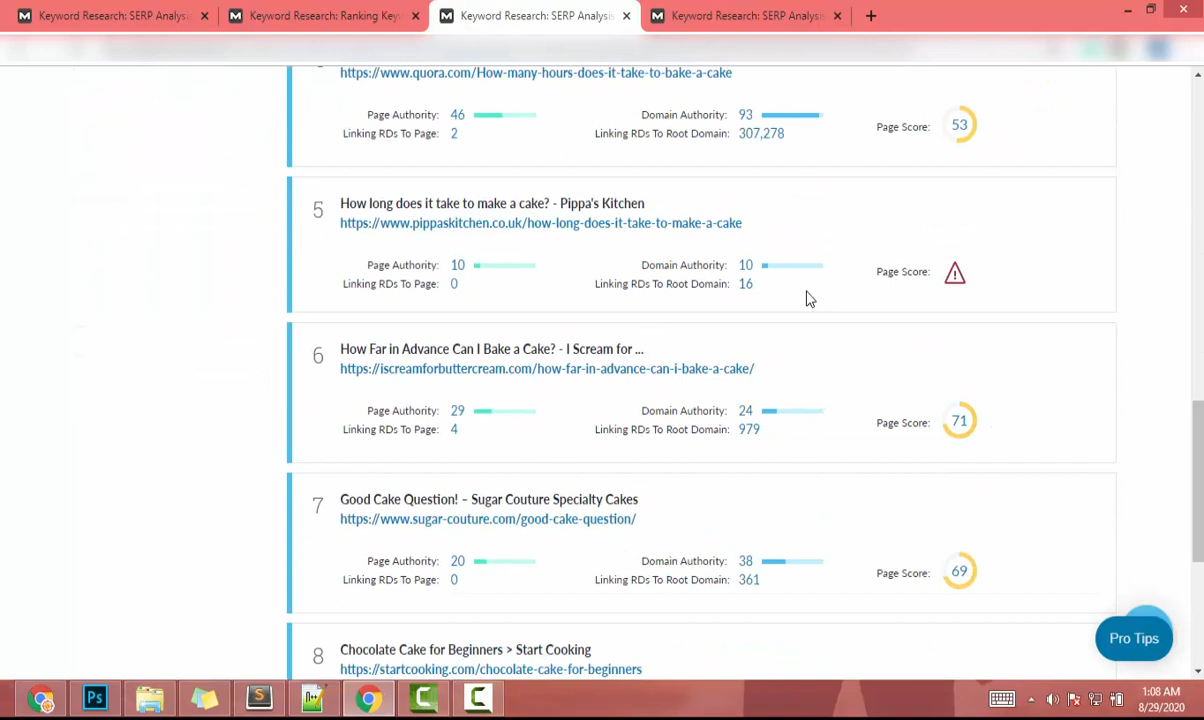 Keyword Research: SERP Analys
Keyword Research: Ranking Key
Keyword Research: SERP Analysis
Keyword Research: SERP Analysis
https://www.quora.com/How-many-hours-does-it-take-to-bake-a-cake
Page Authority: 46
Domain Authority: 93
Linking RDs To Page: 2
Linking RDs To Root Domain: 307,278
Page Score: 53
5
How long does it take to make a cake? - Pippa's Kitchen
https://www.pippaskitchen.co.uk/how-long-does-it-take-to-make-a-cake
Page Authority: 10
Domain Authority: 10
Linking RDs To Page: 0
Linking RDs To Root Domain: 16
Page Score:
6
How Far in Advance Can I Bake a Cake? - I Scream for ...
https://iscreamforbuttercream.com/how-far-in-advance-can-i-bake-a-cake/
Page Authority: 29
Domain Authority: 24
Linking RDs To Page: 4
Linking RDs To Root Domain: 979
Page Score: 71
7
Good Cake Question! – Sugar Couture Specialty Cakes
https://www.sugar-couture.com/good-cake-question/
Page Authority: 20
Domain Authority: 38
Linking RDs To Page: 0
Linking RDs To Root Domain: 361
Page Score: 69
8
Chocolate Cake for Beginners > Start Cooking
https://startcooking.com/chocolate-cake-for-beginners
Pro Tips
1:08 AM
8/29/2020